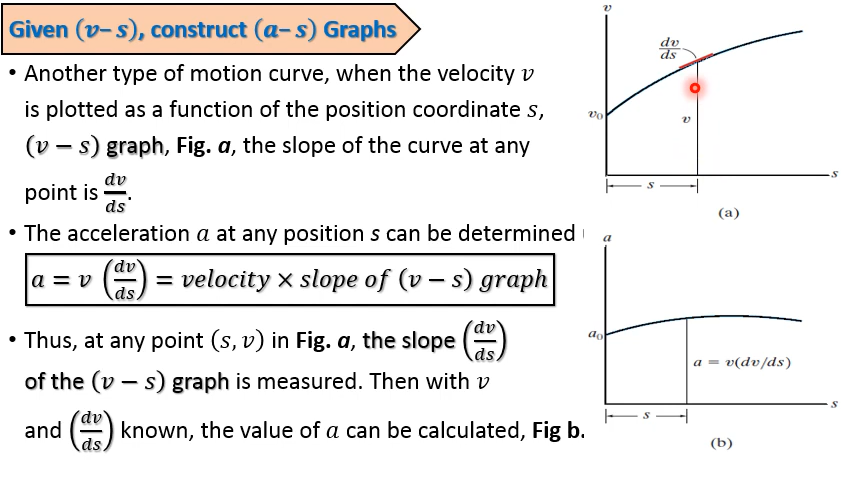 Given (v– s), construct (a– s) Graphs
• Another type of motion curve, when the velocity v
is plotted as a function of the position coordinate s,
(v − s) graph, Fig. a, the slope of the curve at any
point is dv/ds.
• The acceleration a at any position s can be determined
a = v (dv/ds) = velocity × slope of (v − s) graph
• Thus, at any point (s, v) in Fig. a, the slope (dv/ds)
of the (v − s) graph is measured. Then with v
and (dv/ds) known, the value of a can be calculated, Fig b.
v
dv/ds
v0
v
s
s
(a)
a
a0
a = v(dv/ds)
s
s
(b)